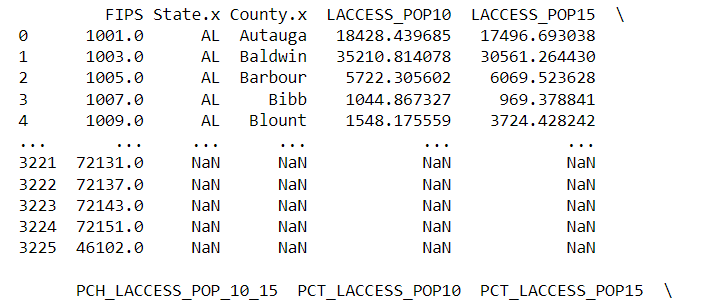 FIPS State.x County.x LACCESS_POP10 LACCESS_POP15 \
0 1001.0 AL Autauga 18428.439685 17496.693038
1 1003.0 AL Baldwin 35210.814078 30561.264430
2 1005.0 AL Barbour 5722.305602 6069.523628
3 1007.0 AL Bibb 1044.867327 969.378841
4 1009.0 AL Blount 1548.175559 3724.428242
... ... ... ... ... ...
3221 72131.0 NaN NaN NaN NaN
3222 72137.0 NaN NaN NaN NaN
3223 72143.0 NaN NaN NaN NaN
3224 72151.0 NaN NaN NaN NaN
3225 46102.0 NaN NaN NaN NaN
PCH_LACCESS_POP_10_15 PCT_LACCESS_POP10 PCT_LACCESS_POP15 \